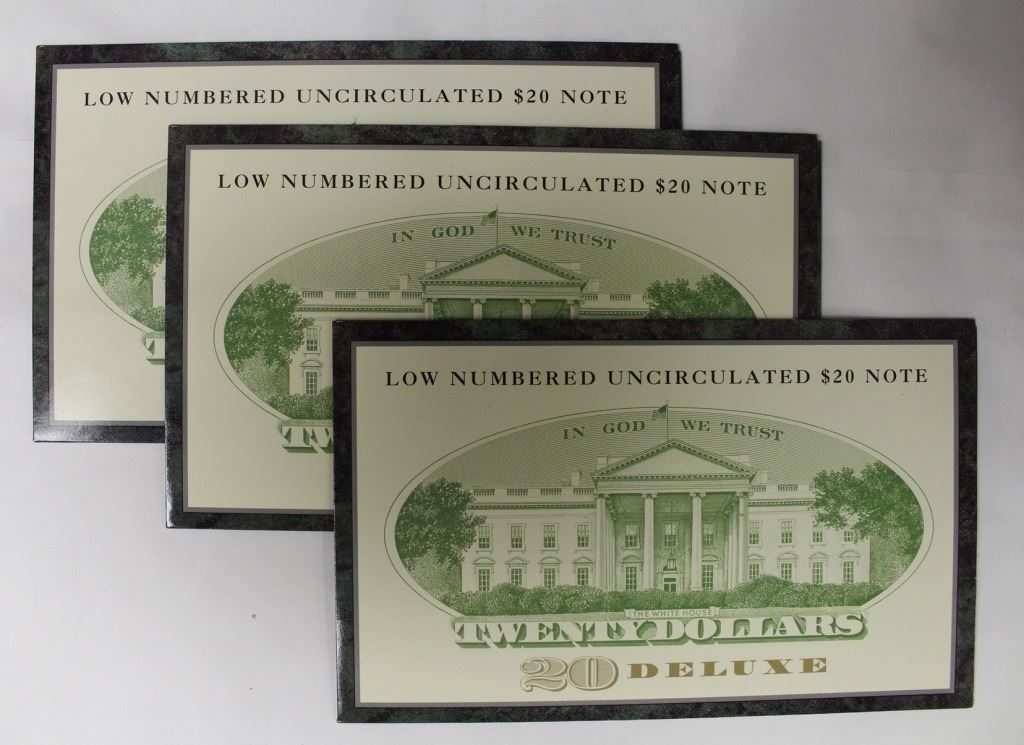 LOW NUMBERED UNCIRCULATED $20 NOTE
LOW NUMBERED UNCIRCULATED $20 NOTE
IN GOD WE TRUST
LOW NUMBERED UNCIRCULATED $20 NOTE
IN GOD WE TRUST
THE WHITE HOUSE
TWENTY DOLLARS
20 DELUXE